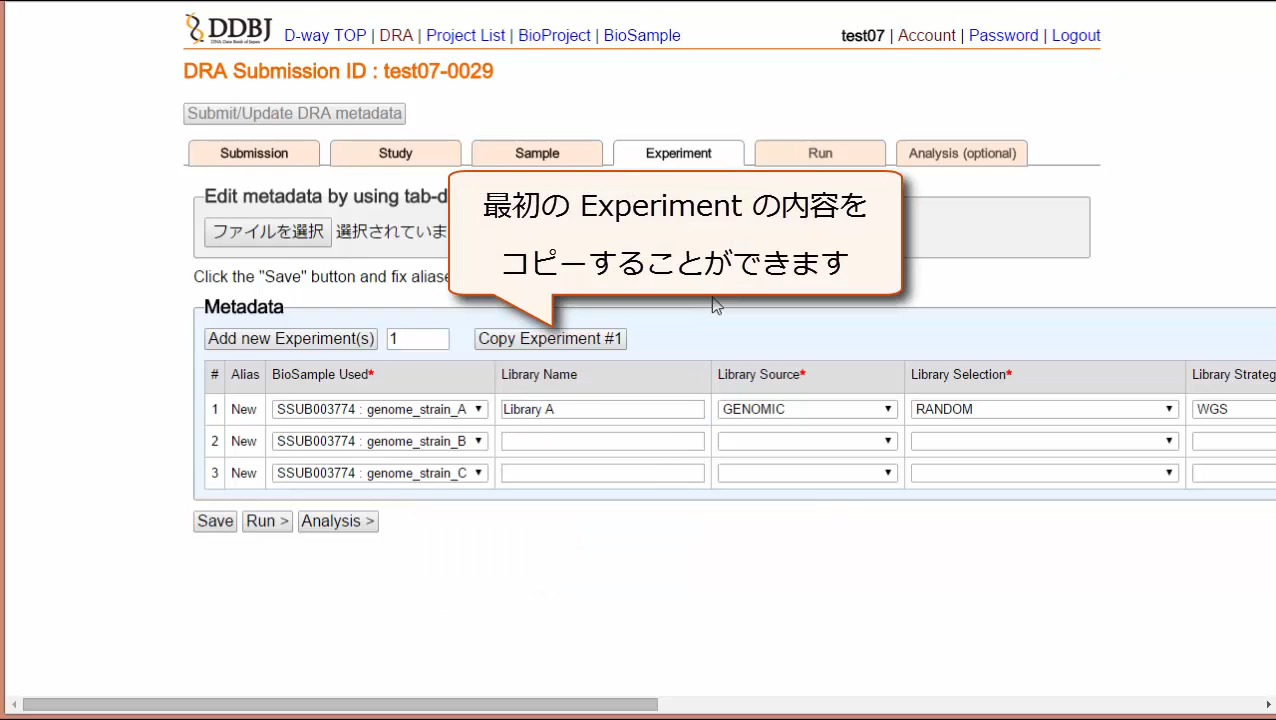 DDBJ
DNA Data Bank of Japan
D-way TOP | DRA | Project List | BioProject | BioSample
test07 | Account | Password | Logout
DRA Submission ID : test07-0029
Submit/Update DRA metadata
Submission
Study
Sample
Experiment
Run
Analysis (optional)
Edit metadata by using tab-d
ファイルを選択 選択されていま
最初の Experiment の内容を
コピーすることができます
Click the "Save" button and fix aliase
Metadata
Add new Experiment(s) 1 Copy Experiment #1
# Alias BioSample Used* Library Name Library Source* Library Selection* Library Strateg
1 New SSUB003774 : genome_strain_A Library A GENOMIC RANDOM WGS
2 New SSUB003774 : genome_strain_B
3 New SSUB003774 : genome_strain_C
Save Run > Analysis >